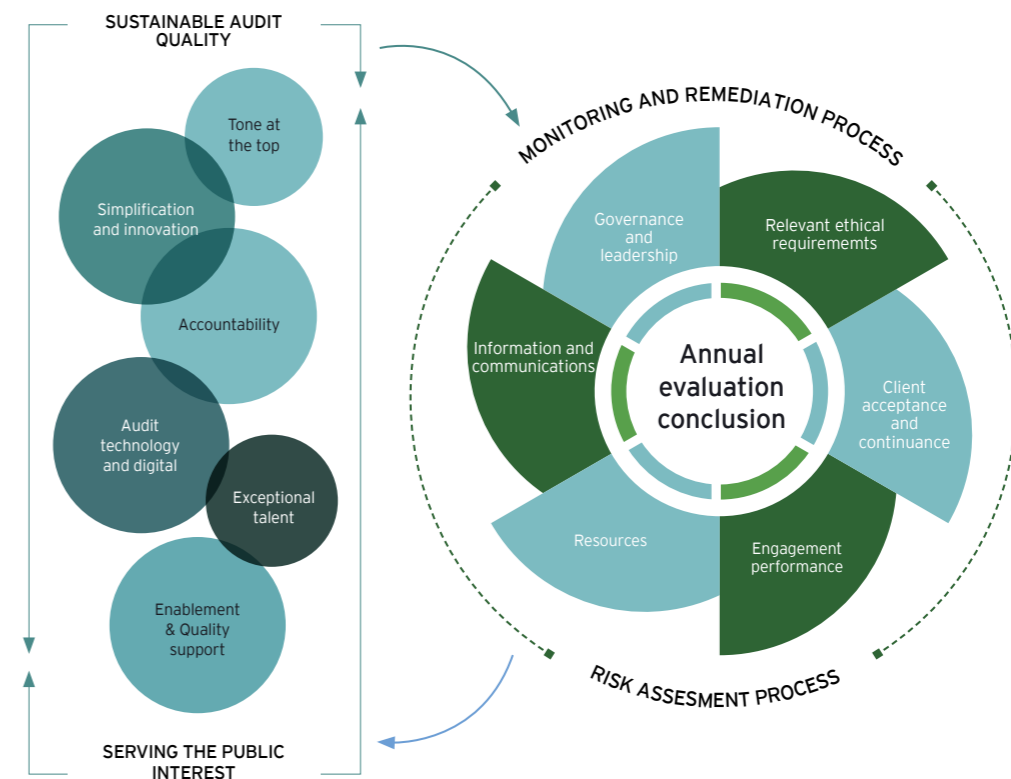 SUSTAINABLE AUDIT
QUALITY
Tone at
the top
Simplification
and innovation
Accountability
Audit
technology
and digital
Exceptional
talent
Enablement
& Quality
support
SERVING THE PUBLIC
INTEREST
MONITORING AND REMEDIATION PROCESS
Governance
and
leadership
Relevant ethical
requirememts
Information and
communications
Annual
evaluation
conclusion
Client
acceptance
and
continuance
Resources
Engagement
performance
RISK ASSESMENT PROCESS